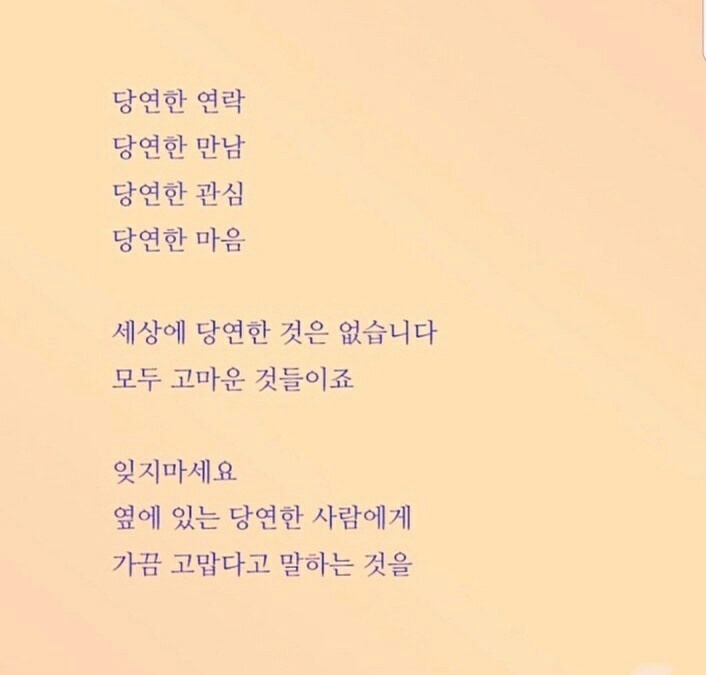 당연한 연락
당연한 만남
당연한 관심
당연한 마음
세상에 당연한 것은 없습니다
모두 고마운 것들이죠
잊지마세요
옆에 있는 당연한 사람에게
가끔 고맙다고 말하는 것을